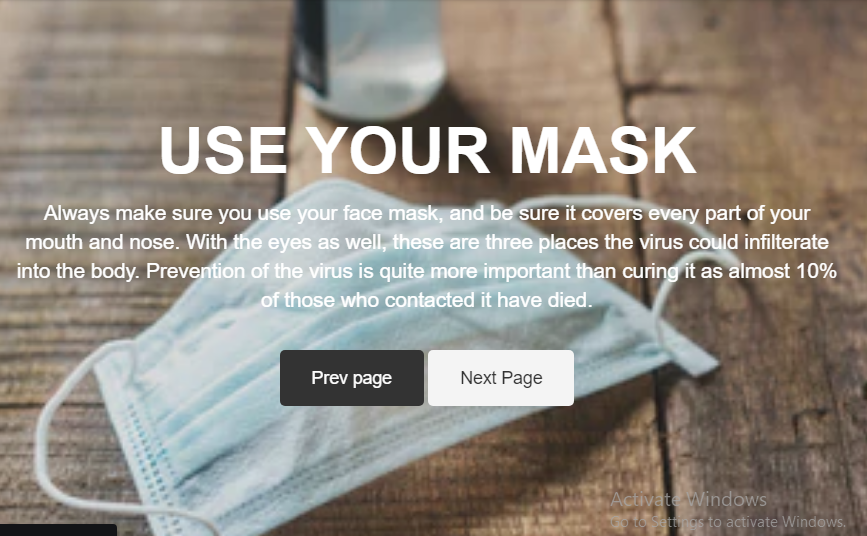 USE YOUR MASK
Always make sure you use your face mask, and be sure it covers every part of your
mouth and nose. With the eyes as well, these are three places the virus could infilterate
into the body. Prevention of the virus is quite more important than curing it as almost 10%
of those who contacted it have died.
Prev page Next Page
Activate Windows
Go to Settings to activate Windows.